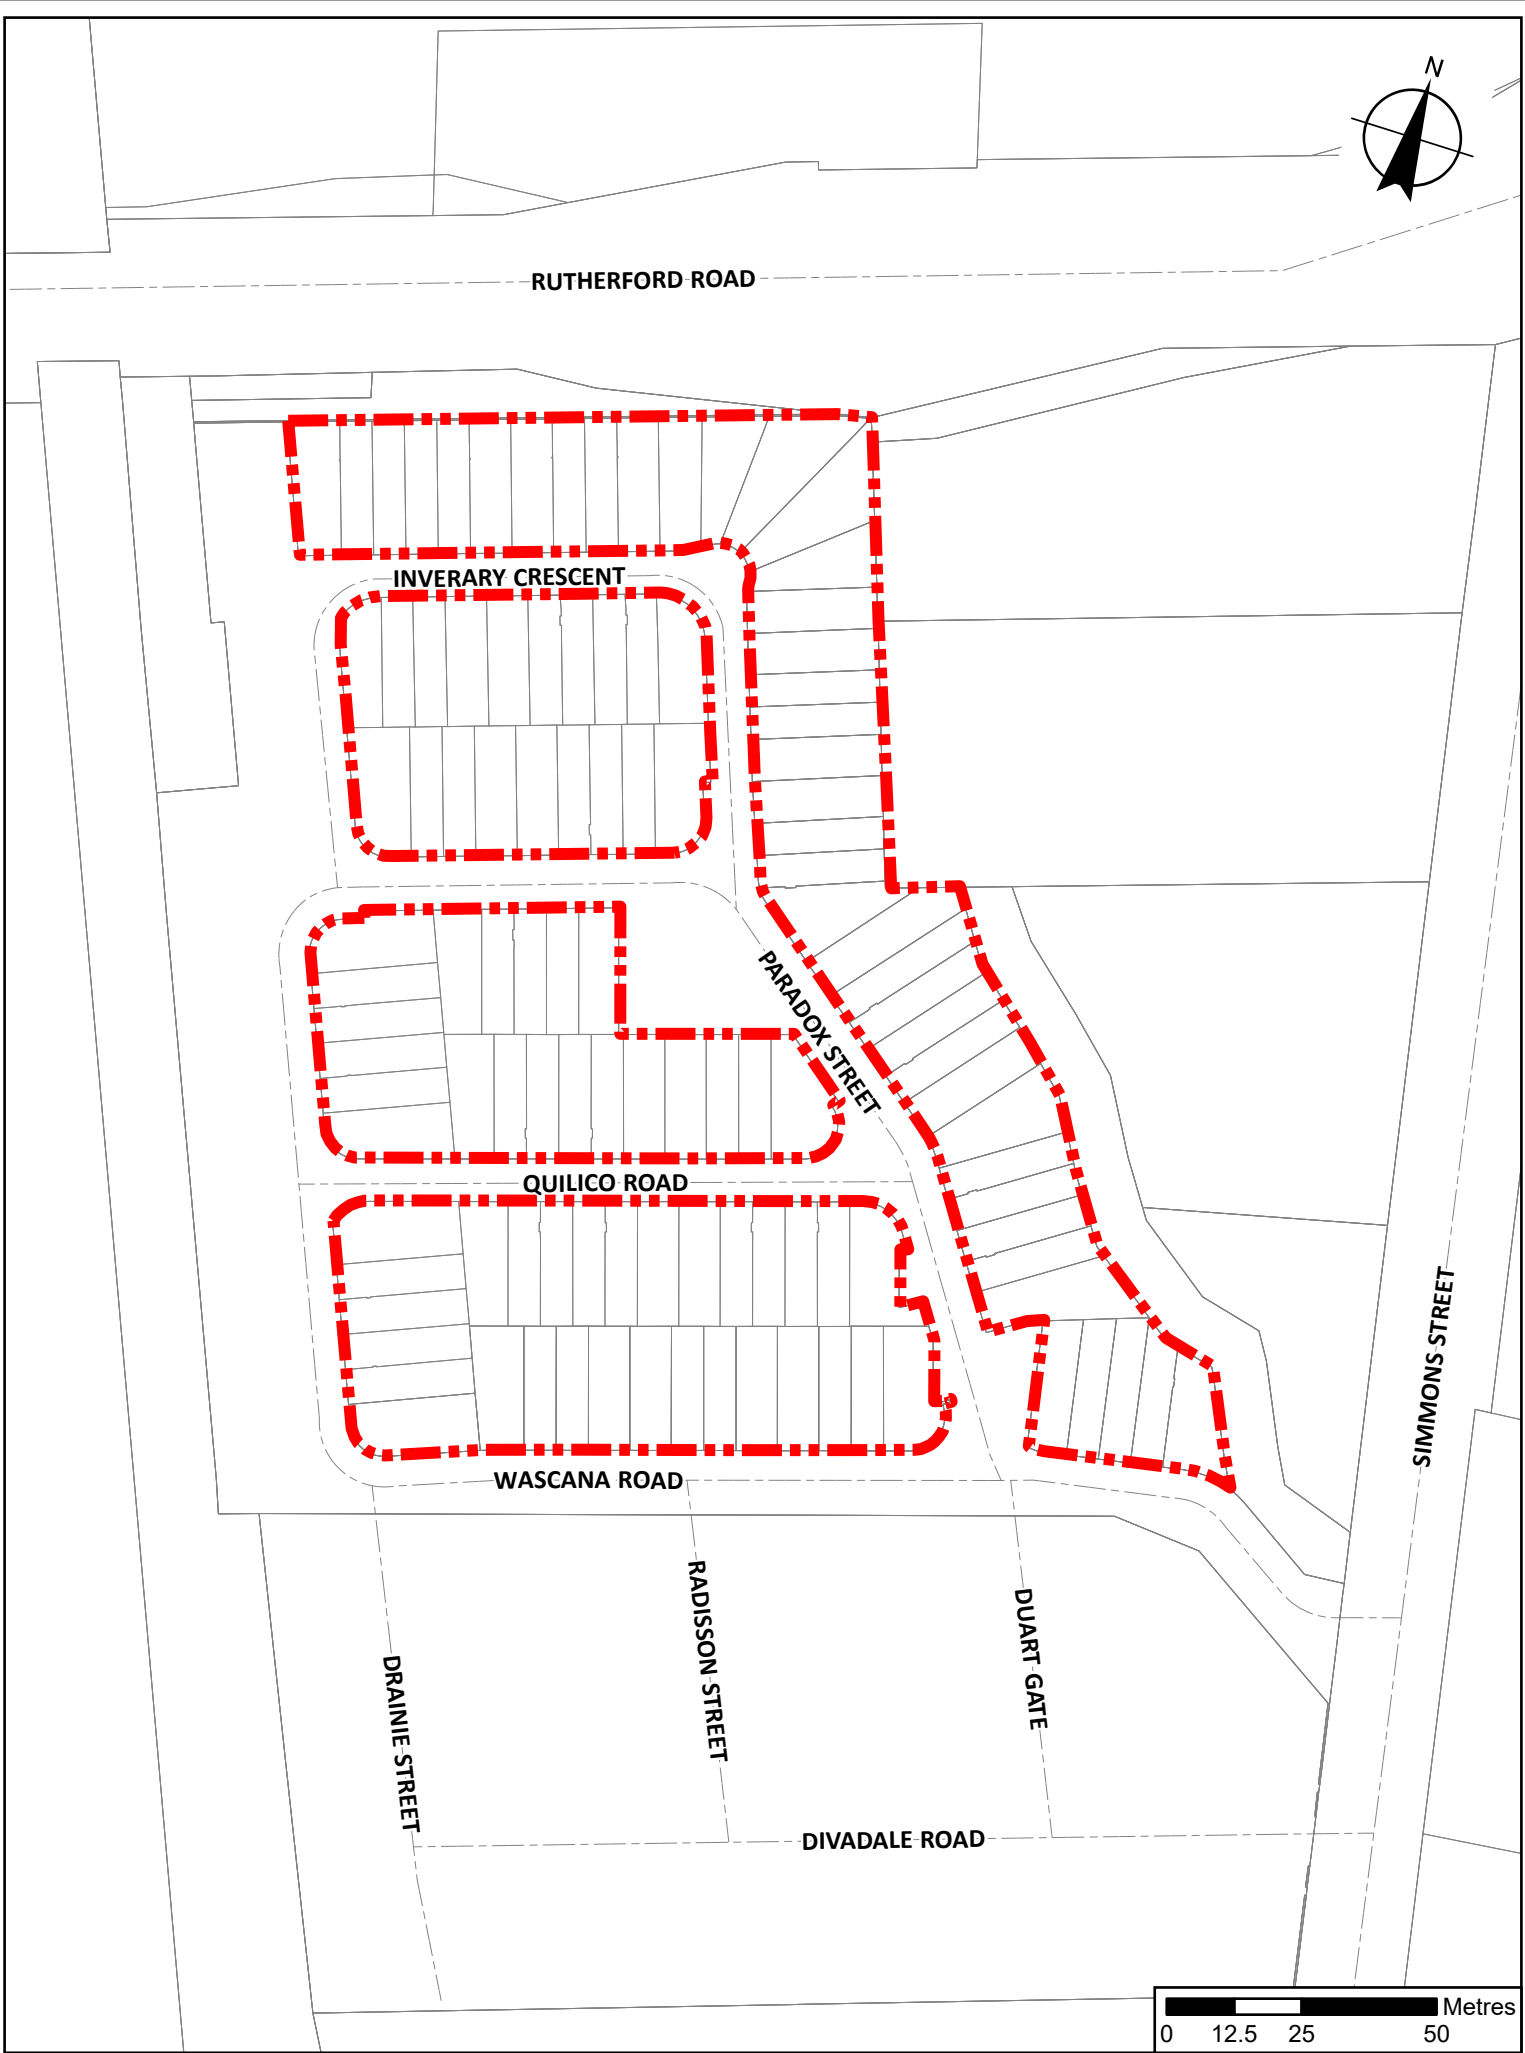 N
RUTHERFORD ROAD
INVERARY CRESCENT
PARADOX STREET
QUILICO ROAD
SIMMONS STREET
WASCANA ROAD
RADISSON STREET
DUART GATE
DRAINIE STREET
DIVADALE ROAD
Metres
0 12.5 25 50